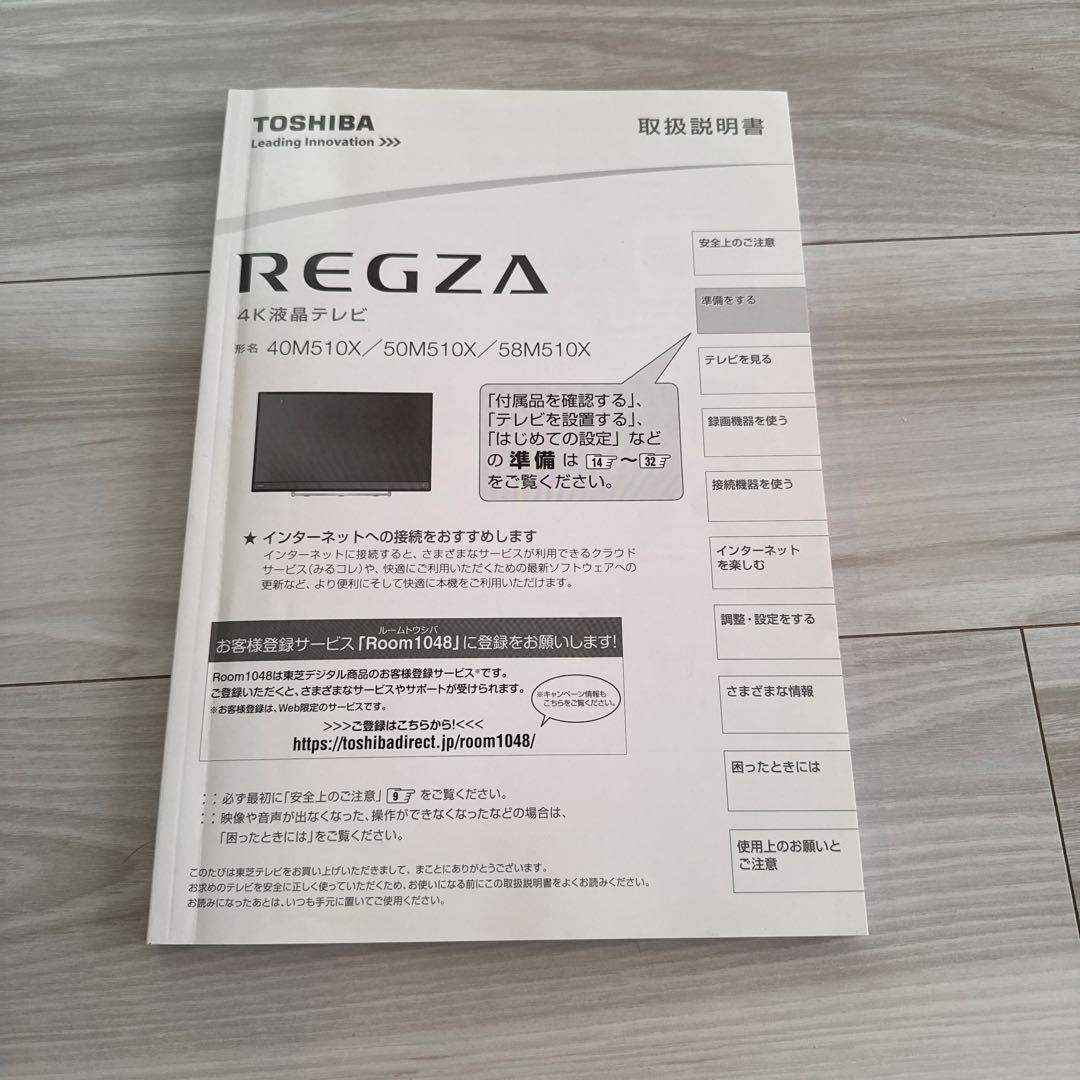 TOSHIBA
Leading Innovation >>>
取扱説明書
REGZA
4K液晶テレビ
形名 40M510X／50M510X／58M510X
「付属品を確認する」、
「テレビを設置する」、
「はじめての設定」など
の 準備 は 14 ～ 32
をご覧ください。
★ インターネットへの接続をおすすめします
インターネットに接続すると、さまざまなサービスが利用できるクラウド
サービス(みるコレ)や、快適にご利用いただくための最新ソフトウェアへの
更新など、より便利にそして快適に本機をご利用いただけます。
ルームトウシバ
お客様登録サービス「Room1048」に登録をお願いします!
Room1048は東芝デジタル商品のお客様登録サービス*です。
ご登録いただくと、さまざまなサービスやサポートが受けられます。
※お客様登録は、Web限定のサービスです。
※キャンペーン情報も
こちらをご覧ください。
>>>ご登録はこちらから!<<<
https://toshibadirect.jp/room1048/
：：必ず最初に「安全上のご注意」 9 をご覧ください。
：：映像や音声が出なくなった、操作ができなくなったなどの場合は、
「困ったときには」をご覧ください。
このたびは東芝テレビをお買い上げいただきまして、まことにありがとうございます。
お求めのテレビを安全に正しく使っていただくため、お使いになる前にこの取扱説明書をよくお読みください。
お読みになったあとは、いつも手元に置いてご使用ください。
安全上のご注意
準備をする
テレビを見る
録画機器を使う
接続機器を使う
インターネット
を楽しむ
調整・設定をする
さまざまな情報
困ったときには
使用上のお願いと
ご注意